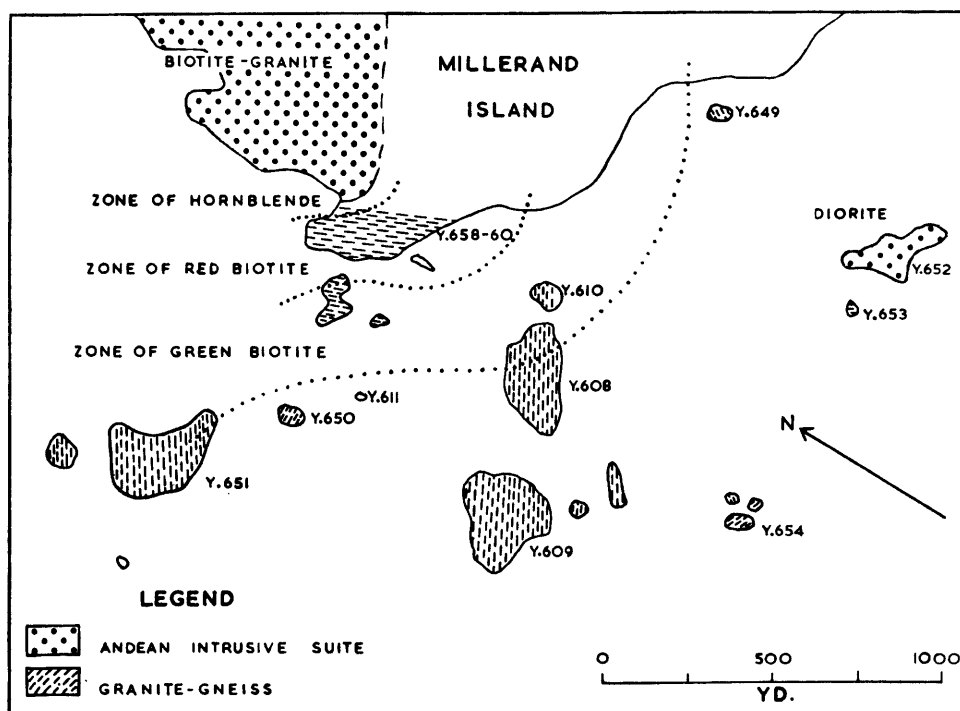 BIOTITE-GRANITE
MILLERAND
ISLAND
Y.649
ZONE OF HORNBLENDE
Y.658-60
DIORITE
Y.652
ZONE OF RED BIOTITE
Y.610
Y.653
ZONE OF GREEN BIOTITE
Y.608
Y.611
Y.650
N
Y.651
Y.654
Y.609
LEGEND
ANDEAN INTRUSIVE SUITE
GRANITE-GNEISS
0 500 1000
YD.